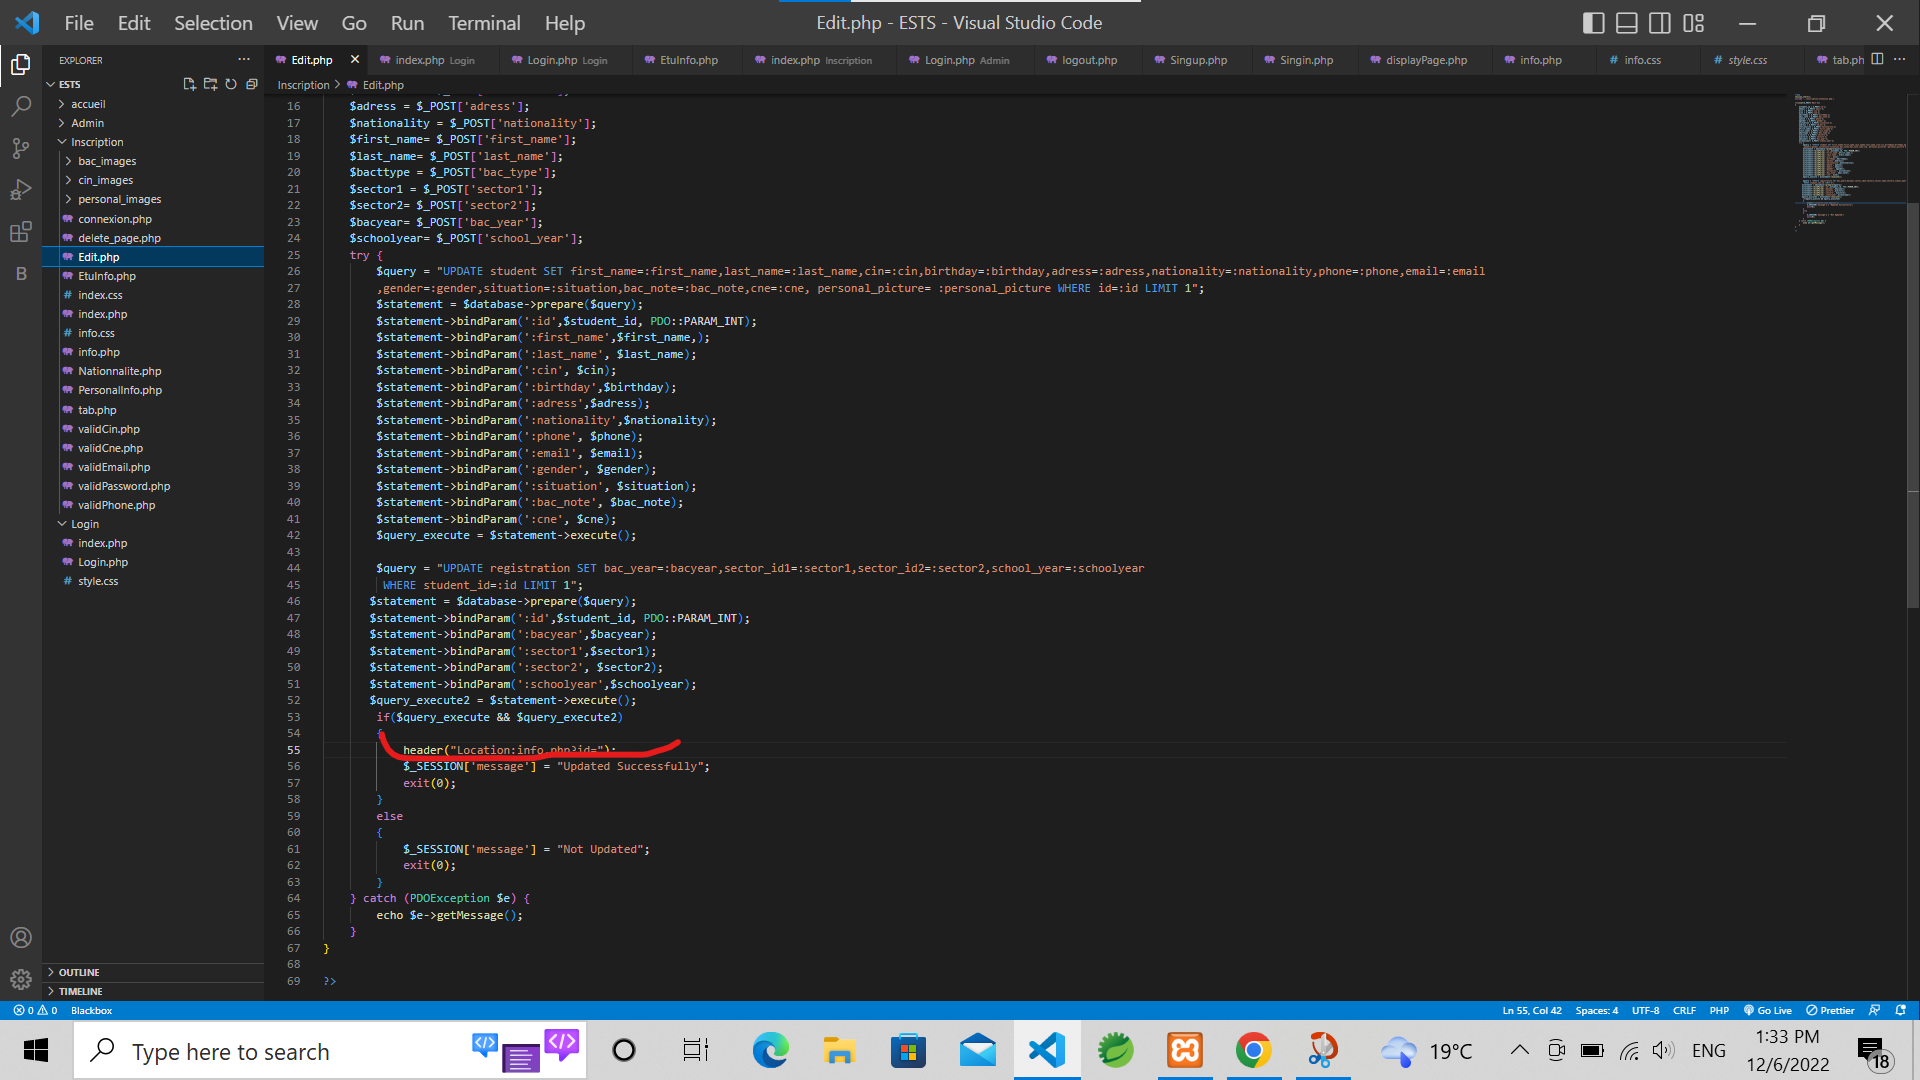 File Edit Selection View Go Run Terminal Help
Edit.php - ESTS - Visual Studio Code
EXPLORER
ESTS
accueil
Admin
Inscription
bac_images
cin_images
personal_images
connexion.php
delete_page.php
Edit.php
EtuInfo.php
index.css
index.php
info.css
info.php
Nationnalite.php
PersonalInfo.php
tab.php
validCin.php
validCne.php
validEmail.php
validPassword.php
validPhone.php
Login
index.php
Login.php
style.css
OUTLINE
TIMELINE
B
Edit.php index.php Login Login.php Login EtuInfo.php index.php Inscription Login.php Admin logout.php Singup.php Singin.php displayPage.php info.php info.css style.css tab.ph
Inscription > Edit.php
16 $adress = $_POST['adress'];
17 $nationality = $_POST['nationality'];
18 $first_name= $_POST['first_name'];
19 $last_name= $_POST['last_name'];
20 $bacttype = $_POST['bac_type'];
21 $sector1 = $_POST['sector1'];
22 $sector2= $_POST['sector2'];
23 $bacyear= $_POST['bac_year'];
24 $schoolyear= $_POST['school_year'];
25 try {
26 $query = "UPDATE student SET first_name=:first_name,last_name=:last_name,cin=:cin,birthday=:birthday,adress=:adress,nationality=:nationality,phone=:phone,email=:email
27 ,gender=:gender,situation=:situation,bac_note=:bac_note,cne=:cne, personal_picture= :personal_picture WHERE id=:id LIMIT 1";
28 $statement = $database->prepare($query);
29 $statement->bindParam(':id',$student_id, PDO::PARAM_INT);
30 $statement->bindParam(':first_name',$first_name,);
31 $statement->bindParam(':last_name', $last_name);
32 $statement->bindParam(':cin', $cin);
33 $statement->bindParam(':birthday',$birthday);
34 $statement->bindParam(':adress',$adress);
35 $statement->bindParam(':nationality',$nationality);
36 $statement->bindParam(':phone', $phone);
37 $statement->bindParam(':email', $email);
38 $statement->bindParam(':gender', $gender);
39 $statement->bindParam(':situation', $situation);
40 $statement->bindParam(':bac_note', $bac_note);
41 $statement->bindParam(':cne', $cne);
42 $query_execute = $statement->execute();
43
44 $query = "UPDATE registration SET bac_year=:bacyear,sector_id1=:sector1,sector_id2=:sector2,school_year=:schoolyear
45 WHERE student_id=:id LIMIT 1";
46 $statement = $database->prepare($query);
47 $statement->bindParam(':id',$student_id, PDO::PARAM_INT);
48 $statement->bindParam(':bacyear',$bacyear);
49 $statement->bindParam(':sector1',$sector1);
50 $statement->bindParam(':sector2', $sector2);
51 $statement->bindParam(':schoolyear',$schoolyear);
52 $query_execute2 = $statement->execute();
53 if($query_execute && $query_execute2)
54 {
55 header("Location:info.php?id=");
56 $_SESSION['message'] = "Updated Successfully";
57 exit(0);
58 }
59 else
60 {
61 $_SESSION['message'] = "Not Updated";
62 exit(0);
63 }
64 } catch (PDOException $e) {
65 echo $e->getMessage();
66 }
67 }
68
69 ?>
0 0 Blackbox
Ln 55, Col 42 Spaces: 4 UTF-8 CRLF PHP Go Live Prettier
Type here to search
19°C
ENG
1:33 PM
12/6/2022
18